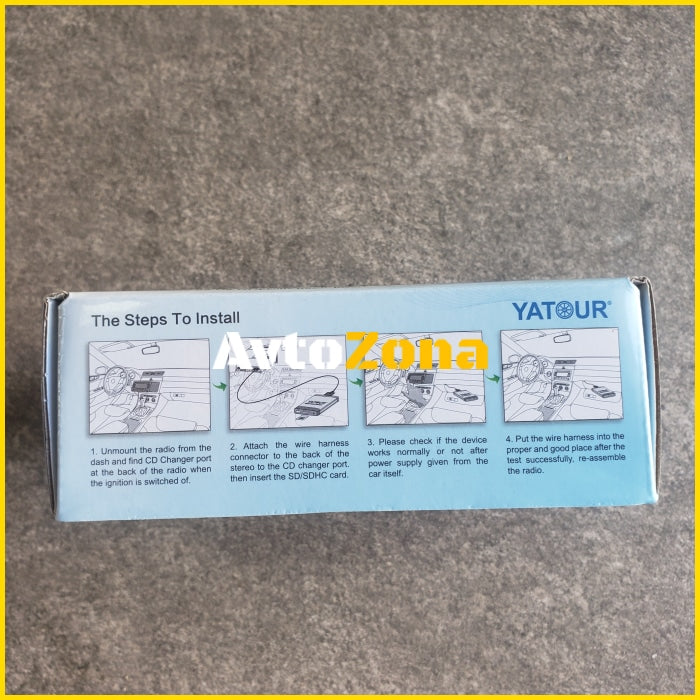 The Steps To Install
YATOUR®
AvtoZona
1. Unmount the radio from the
dash and find CD Changer port
at the back of the radio when
the ignition is switched of.
2. Attach the wire harness
connector to the back of the
stereo to the CD changer port.
then insert the SD/SDHC card.
3. Please check if the device
works normally or not after
power supply given from the
car itself.
4. Put the wire harness into the
proper and good place after the
test successfully, re-assemble
the radio.